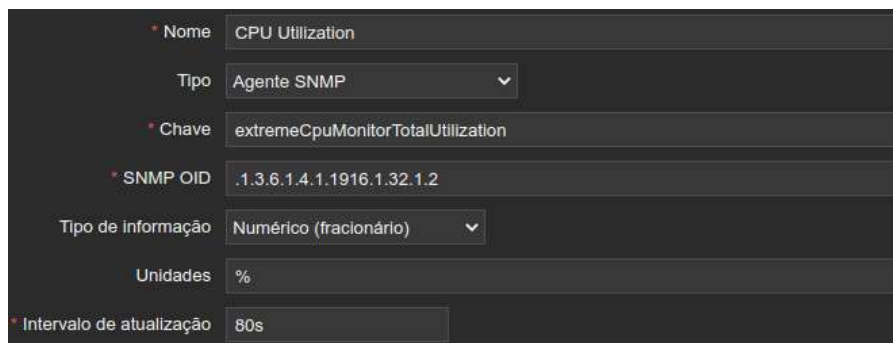 * Nome CPU Utilization
Tipo Agente SNMP
* Chave extremeCpuMonitorTotalUtilization
* SNMP OID .1.3.6.1.4.1.1916.1.32.1.2
Tipo de informação Numérico (fracionário)
Unidades %
* Intervalo de atualização 80s